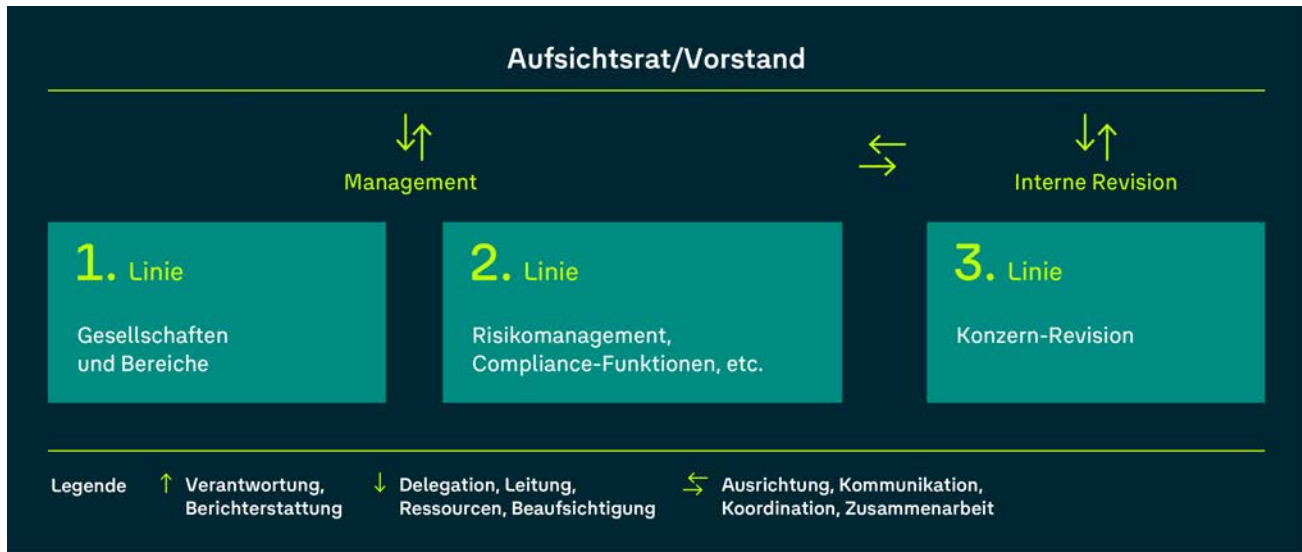 Aufsichtsrat/Vorstand
Management
Interne Revision
1. Linie
Gesellschaften
und Bereiche
2. Linie
Risikomanagement,
Compliance-Funktionen, etc.
3. Linie
Konzern-Revision
Legende
↑ Verantwortung,
Berichterstattung
↓ Delegation, Leitung,
Ressourcen, Beaufsichtigung
⇆ Ausrichtung, Kommunikation,
Koordination, Zusammenarbeit